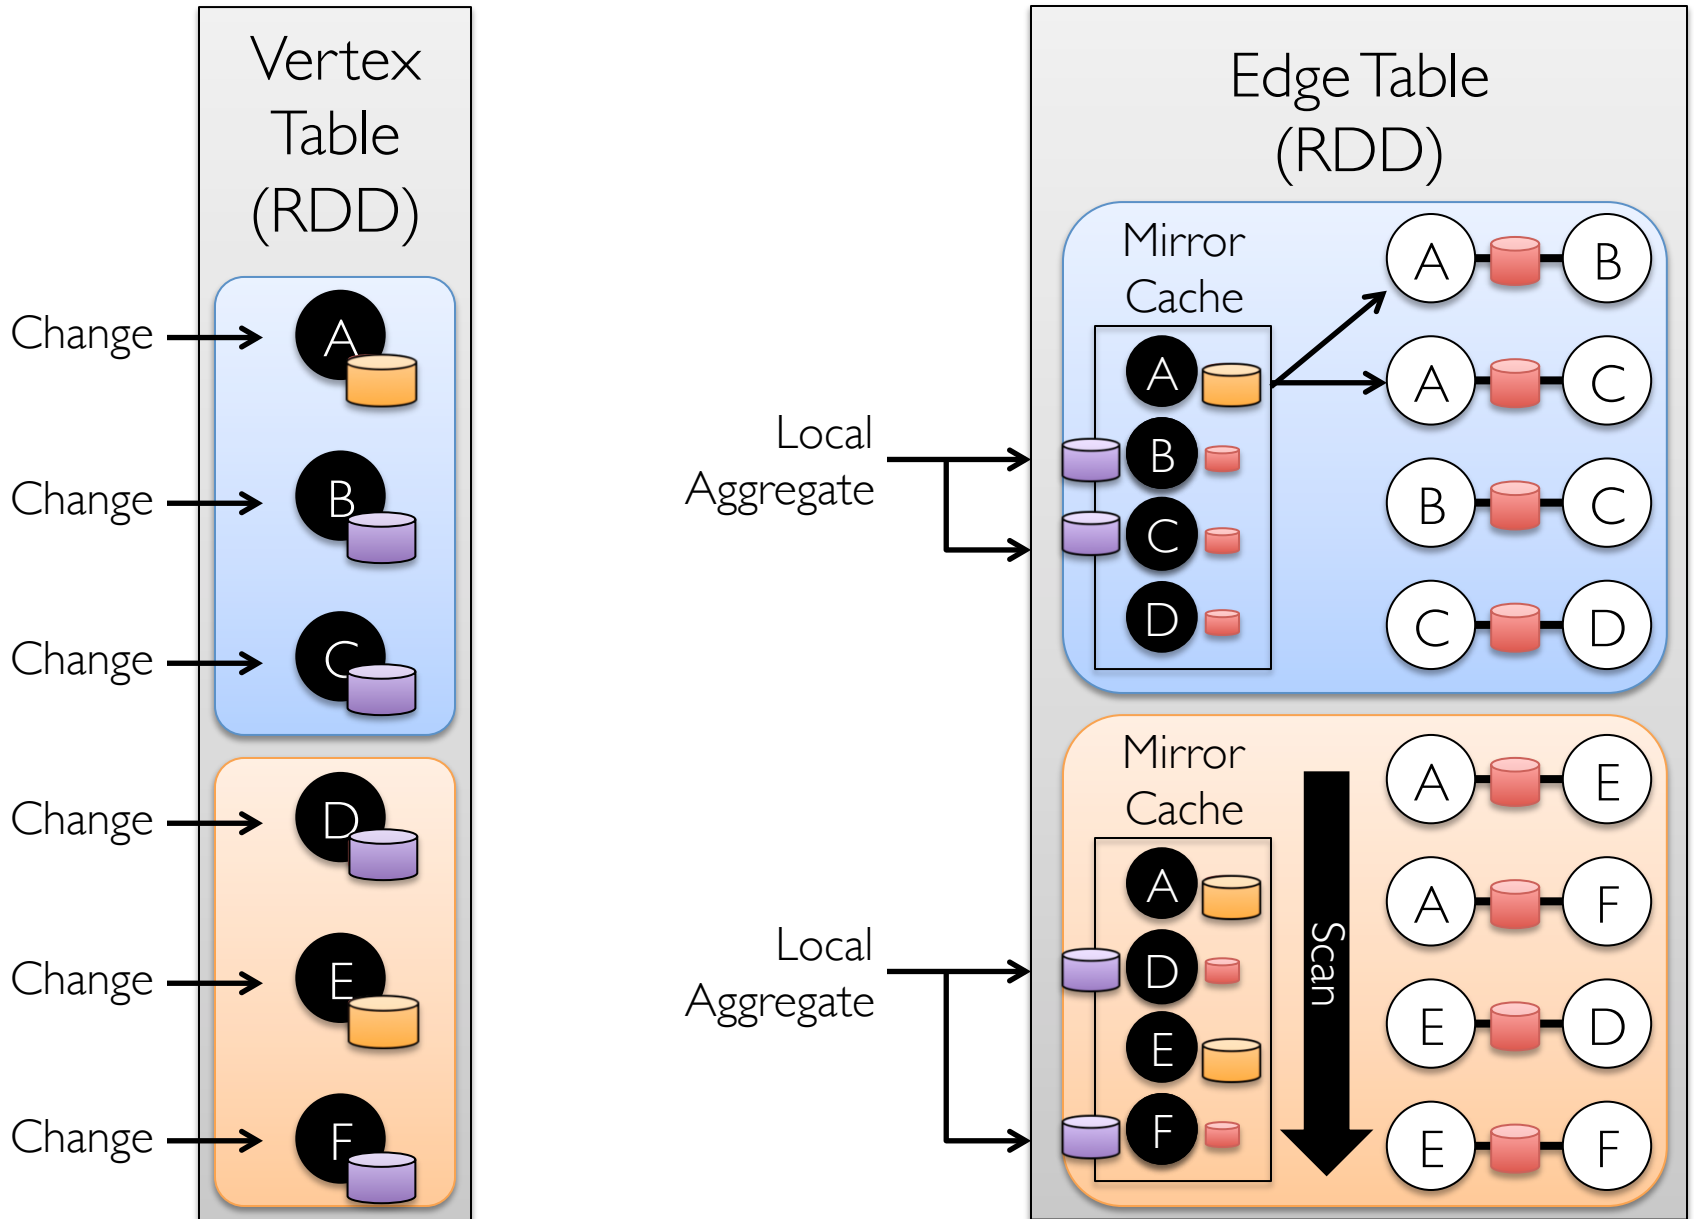 Vertex
Table
(RDD)
Change
A
Change
B
Change
C
Change
D
Change
E
Change
F
Local
Aggregate
Local
Aggregate
Edge Table
(RDD)
Mirror
Cache
A
B
C
D
A B
A C
B C
C D
Mirror
Cache
A
D
E
F
Scan
A E
A F
E D
E F